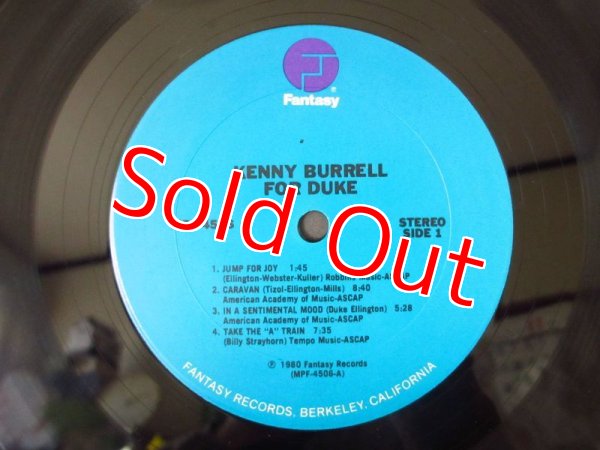 Fantasy
KENNY BURRELL
FOR DUKE
STEREO
SIDE 1
Sold Out
1. JUMP FOR JOY 1:45
(Ellington-Webster-Kuller) Robbins Music-ASCAP
2. CARAVAN (Tizol-Ellington-Mills) 8:40
American Academy of Music-ASCAP
3. IN A SENTIMENTAL MOOD (Duke Ellington) 5:28
American Academy of Music-ASCAP
4. TAKE THE "A" TRAIN 7:35
(Billy Strayhorn) Tempo Music-ASCAP
℗ 1980 Fantasy Records
(MPF-4506-A)
FANTASY RECORDS, BERKELEY, CALIFORNIA